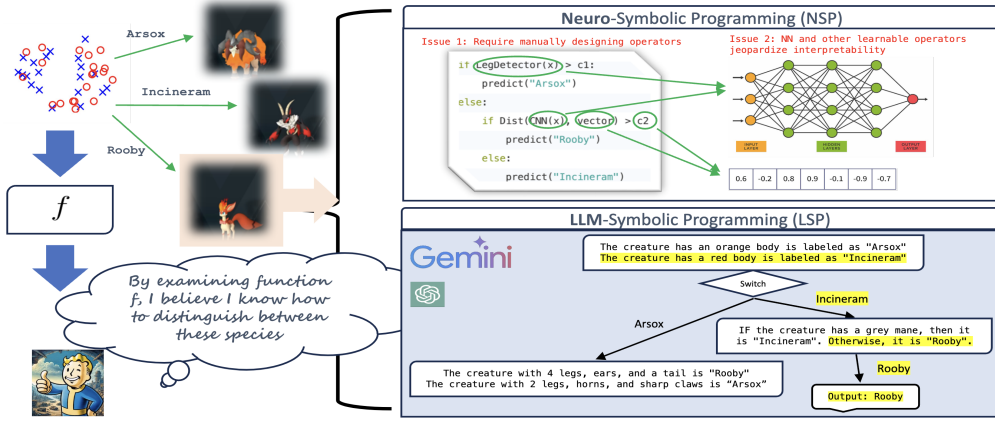 Arsox
Incineram
Rooby
f
By examining function
f, I believe I know how
to distinguish between
these species
Neuro-Symbolic Programming (NSP)
Issue 1: Require manually designing operators
if LegDetector(x) > c1:
predict("Arsox")
else:
if Dist(CNN(x), vector) > c2
predict("Rooby")
else:
predict("Incineram")
Issue 2: NN and other learnable operators
jeopardize interpretability
INPUT
LAYER
HIDDEN
LAYERS
OUTPUT
LAYER
0.6 -0.2 0.8 0.9 -0.1 -0.9 -0.7
LLM-Symbolic Programming (LSP)
Gemini
The creature has an orange body is labeled as "Arsox"
The creature has a red body is labeled as "Incineram"
Switch
Arsox
Incineram
IF the creature has a grey mane, then it
is "Incineram". Otherwise, it is "Rooby".
Rooby
The creature with 4 legs, ears, and a tail is "Rooby"
The creature with 2 legs, horns, and sharp claws is “Arsox”
Output: Rooby